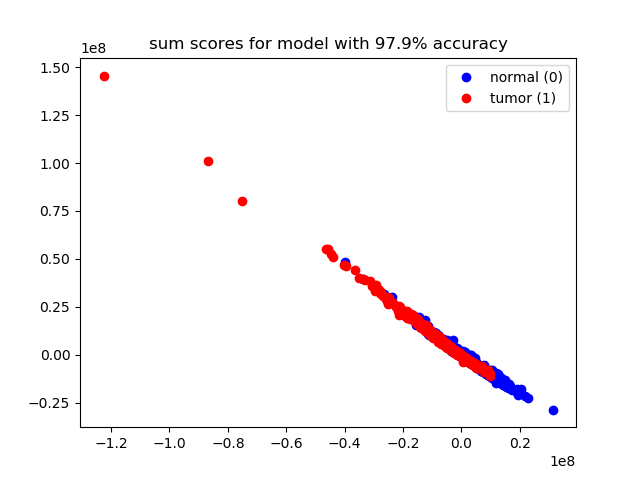 sum scores for model with 97.9% accuracy
1e8
normal (0)
tumor (1)
1.50
1.25
1.00
0.75
0.50
0.25
0.00
−0.25
−1.2 −1.0 −0.8 −0.6 −0.4 −0.2 0.0 0.2
1e8